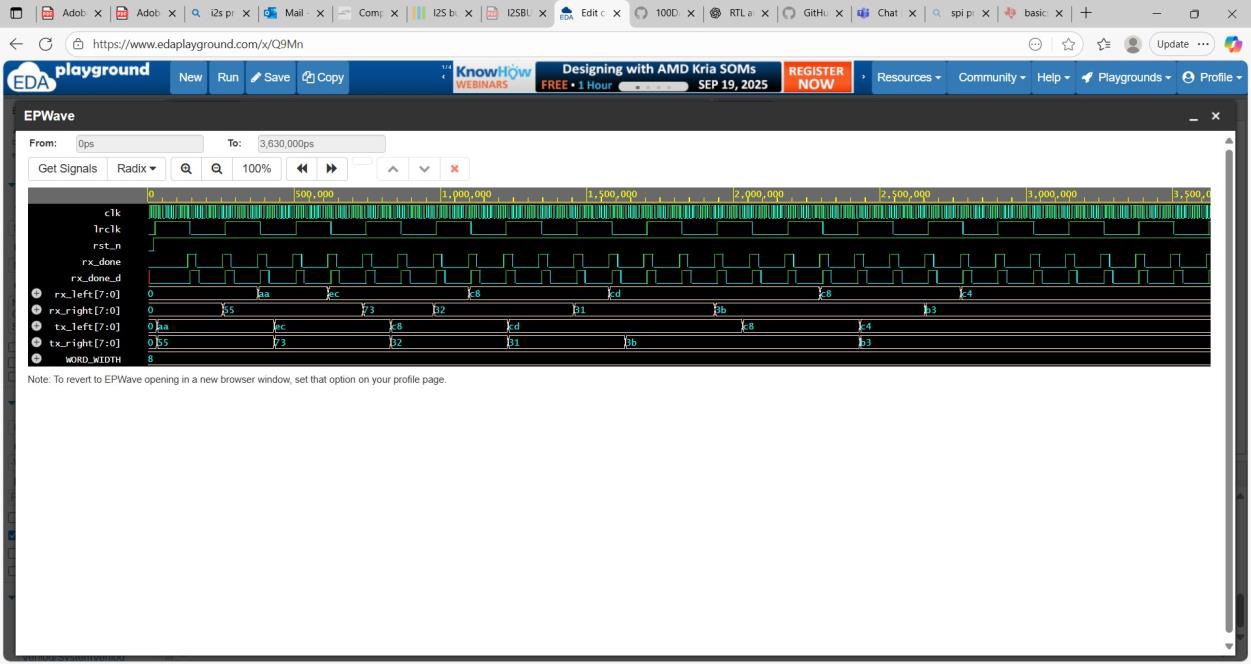 Adob
Adob
i2s pr
Mail -
Comp
I2S bu
I2SBU
Edit c
100D
RTL a
GitHu
Chat
spi pr
basic
https://www.edaplayground.com/x/Q9Mn
Update
EDA playground
New
Run
Save
Copy
1/4
KnowHow
WEBINARS
Designing with AMD Kria SOMs
FREE • 1 Hour
SEP 19, 2025
REGISTER
NOW
Resources
Community
Help
Playgrounds
Profile
EPWave
From:
0ps
To:
3,630,000ps
Get Signals
Radix
100%
0 500,000 1,000,000 1,500,000 2,000,000 2,500,000 3,000,000 3,500,0
clk
lrclk
rst_n
rx_done
rx_done_d
rx_left[7:0] 0 aa ec c8 cd c8 c4
rx_right[7:0] 0 55 73 32 31 3b b3
tx_left[7:0] 0 aa ec c8 cd c8 c4
tx_right[7:0] 0 55 73 32 31 3b b3
WORD_WIDTH 8
Note: To revert to EPWave opening in a new browser window, set that option on your profile page.